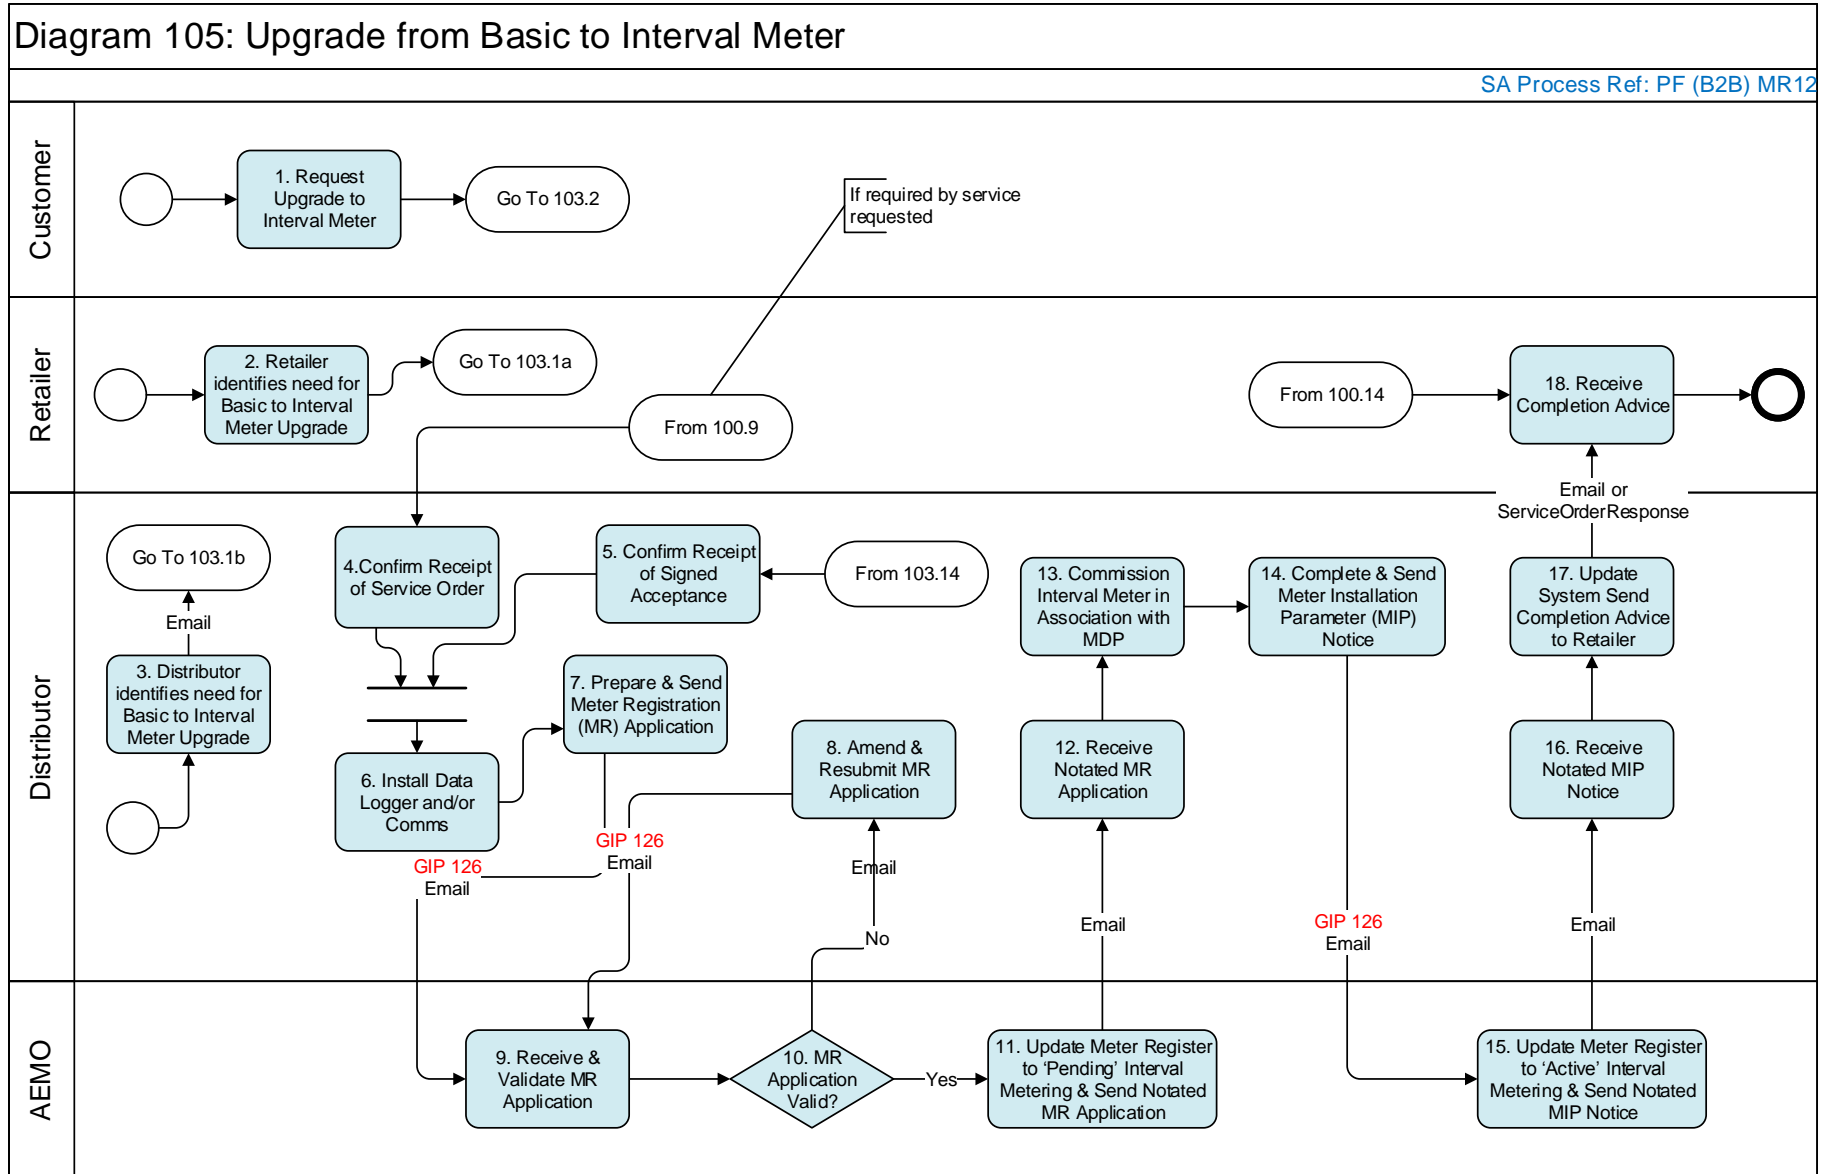 Diagram 105: Upgrade from Basic to Interval Meter
SA Process Ref: PF (B2B) MR12
Customer
1. Request
Upgrade to
Interval Meter
Go To 103.2
If required by service
requested
Retailer
2. Retailer
identifies need for
Basic to Interval
Meter Upgrade
Go To 103.1a
From 100.9
From 100.14
18. Receive
Completion Advice
Email or
ServiceOrderResponse
Distributor
Go To 103.1b
Email
3. Distributor
identifies need for
Basic to Interval
Meter Upgrade
4.Confirm Receipt
of Service Order
5. Confirm Receipt
of Signed
Acceptance
From 103.14
6. Install Data
Logger and/or
Comms
7. Prepare & Send
Meter Registration
(MR) Application
8. Amend &
Resubmit MR
Application
GIP 126
Email
GIP 126
Email
Email
No
13. Commission
Interval Meter in
Association with
MDP
12. Receive
Notated MR
Application
Email
14. Complete & Send
Meter Installation
Parameter (MIP)
Notice
GIP 126
Email
17. Update
System Send
Completion Advice
to Retailer
16. Receive
Notated MIP
Notice
Email
AEMO
9. Receive &
Validate MR
Application
10. MR
Application
Valid?
Yes
11. Update Meter Register
to ‘Pending’ Interval
Metering & Send Notated
MR Application
15. Update Meter Register
to ‘Active’ Interval
Metering & Send Notated
MIP Notice